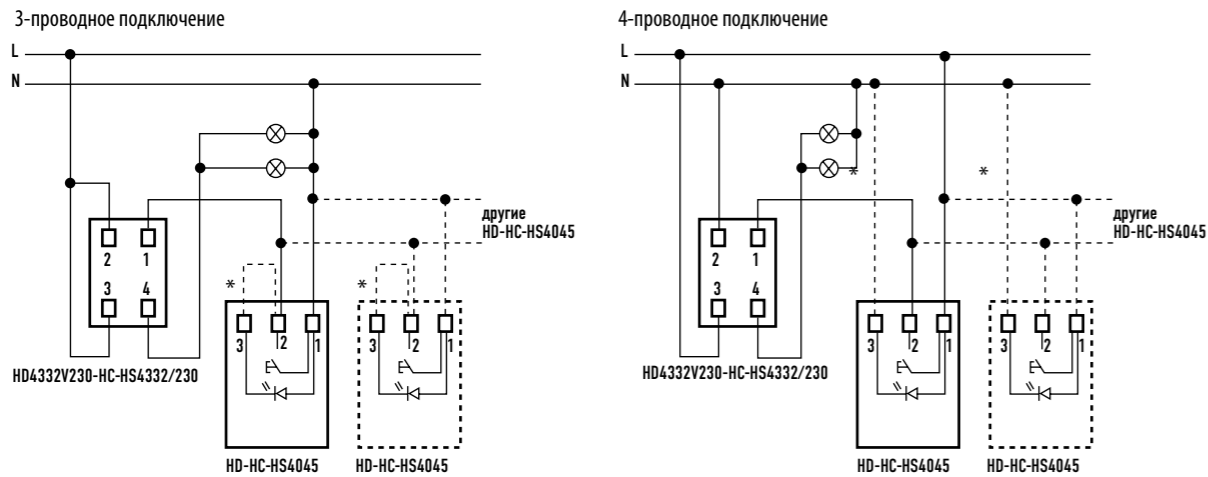 3-проводное подключение
L
N
*
*
2
1
3
4
другие
HD-HC-HS4045
3
2
1
3
2
1
HD4332V230-HC-HS4332/230
HD-HC-HS4045
HD-HC-HS4045
4-проводное подключение
L
N
*
*
2
1
3
4
другие
HD-HC-HS4045
3
2
1
3
2
1
HD4332V230-HC-HS4332/230
HD-HC-HS4045
HD-HC-HS4045